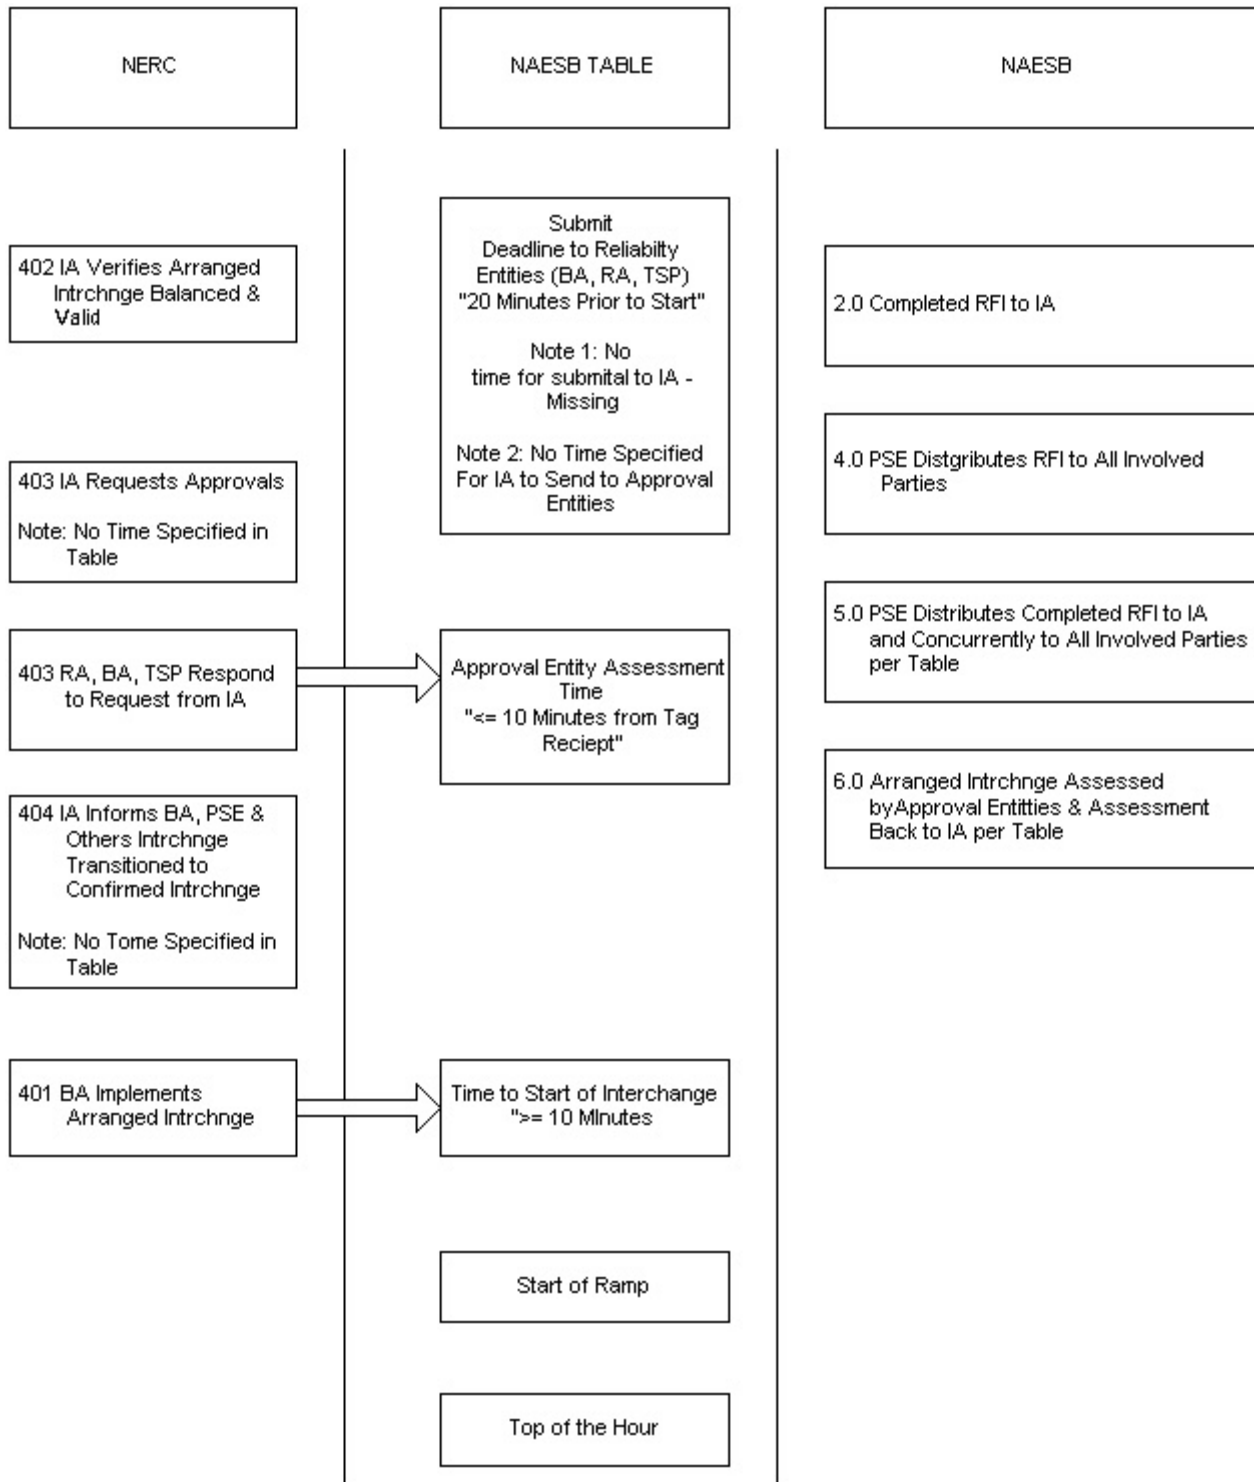 NERC
NAESB TABLE
NAESB
402 IA Verifies Arranged
Intrchnge Balanced &
Valid
403 IA Requests Approvals
Note: No Time Specified in
Table
403 RA, BA, TSP Respond
to Request from IA
404 IA Informs BA, PSE &
Others Intrchnge
Transitioned to
Confirmed Intrchnge
Note: No Tome Specified in
Table
401 BA Implements
Arranged Intrchnge
Submit
Deadline to Reliabilty
Entities (BA, RA, TSP)
"20 Minutes Prior to Start"
Note 1: No
time for submital to IA -
Missing
Note 2: No Time Specified
For IA to Send to Approval
Entities
Approval Entity Assessment
Time
"<= 10 Minutes from Tag
Reciept"
Time to Start of Interchange
">= 10 MInutes
Start of Ramp
Top of the Hour
2.0 Completed RFI to IA
4.0 PSE Distgributes RFI to All Involved
Parties
5.0 PSE Distributes Completed RFI to IA
and Concurrently to All Involved Parties
per Table
6.0 Arranged Intrchnge Assessed
byApproval Entitties & Assessment
Back to IA per Table